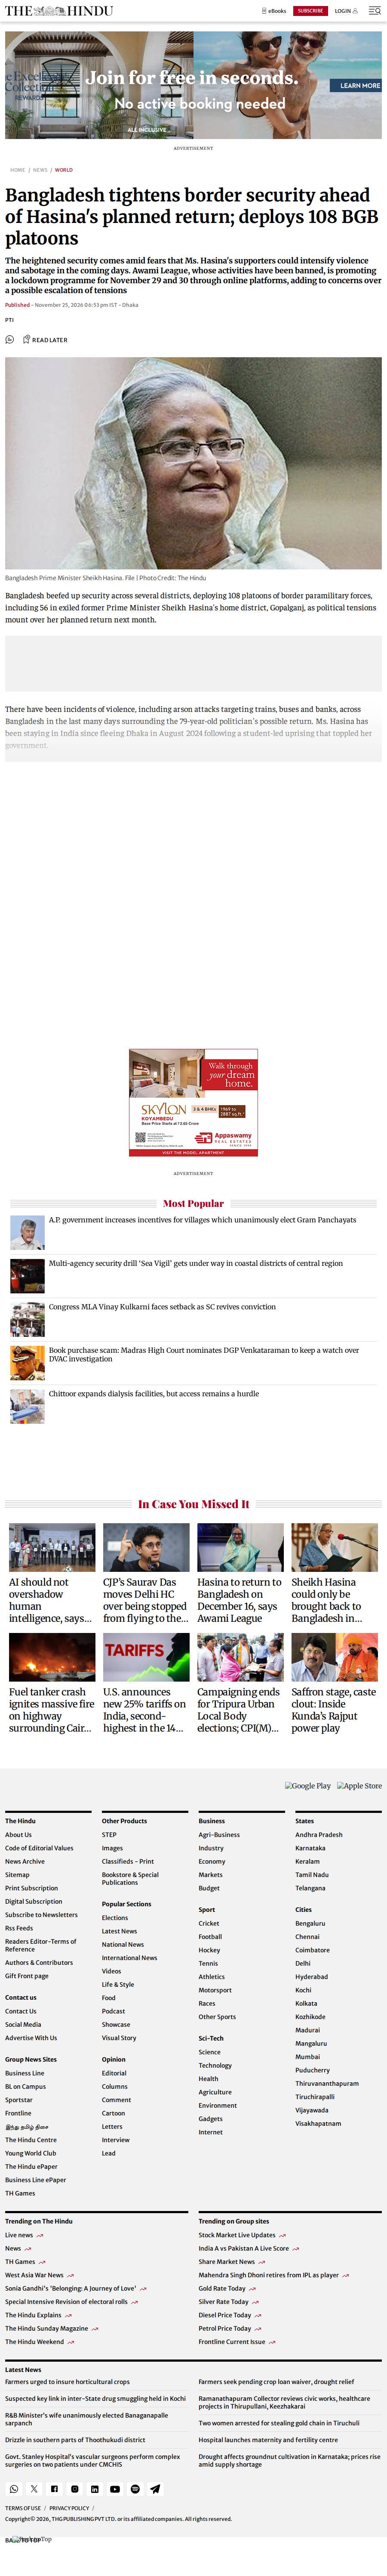 THE HINDU
eBooks
SUBSCRIBE
LOGIN
Join for free in seconds.
No active booking needed
REWARDS
ALL INCLUSIVE
LEARN MORE
ADVERTISEMENT
HOME / NEWS / WORLD
Bangladesh tightens border security ahead
of Hasina's planned return; deploys 108 BGB
platoons
The heightened security comes amid fears that Ms. Hasina's supporters could intensify violence
and sabotage in the coming days. Awami League, whose activities have been banned, is promoting
a lockdown programme for November 29 and 30 through online platforms, adding to concerns over
a possible escalation of tensions
Published - November 25, 2026 06:53 pm IST - Dhaka
PTI
READ LATER
Bangladesh Prime Minister Sheikh Hasina. File | Photo Credit: The Hindu
Bangladesh beefed up security across several districts, deploying 108 platoons of border paramilitary forces,
including 56 in exiled former Prime Minister Sheikh Hasina's home district, Gopalganj, as political tensions
mount over her planned return next month.
There have been incidents of violence, including arson attacks targeting trains, buses and banks, across
Bangladesh in the last many days surrounding the 79-year-old politician's possible return. Ms. Hasina has
been staying in India since fleeing Dhaka in August 2024 following a student-led uprising that toppled her
government.
Walk through
your dream
home.
SKYLON
KOYAMBEDU
3 & 4 BHKs
1969 to
2887 sq.ft.
Base Price Starts at ₹3.60 Crore
Appaswamy
REAL ESTATES
VISIT THE MODEL APARTMENT
ADVERTISEMENT
Most Popular
A.P. government increases incentives for villages which unanimously elect Gram Panchayats
Multi-agency security drill 'Sea Vigil' gets under way in coastal districts of central region
Congress MLA Vinay Kulkarni faces setback as SC revives conviction
Book purchase scam: Madras High Court nominates DGP Venkataraman to keep a watch over
DVAC investigation
Chittoor expands dialysis facilities, but access remains a hurdle
In Case You Missed It
AI should not
overshadow
human
intelligence, says...
CJP's Saurav Das
moves Delhi HC
over being stopped
from flying to the...
Hasina to return to
Bangladesh on
December 16, says
Awami League
Sheikh Hasina
could only be
brought back to
Bangladesh in...
TARIFFS
Fuel tanker crash
ignites massive fire
on highway
surrounding Cair...
U.S. announces
new 25% tariffs on
India, second-
highest in the 14...
Campaigning ends
for Tripura Urban
Local Body
elections; CPI(M)...
Saffron stage, caste
clout: Inside
Kunda's Rajput
power play
Google Play
Apple Store
The Hindu
About Us
Code of Editorial Values
News Archive
Sitemap
Print Subscription
Digital Subscription
Subscribe to Newsletters
Rss Feeds
Readers Editor-Terms of
Reference
Authors & Contributors
Gift Front page
Contact us
Contact Us
Social Media
Advertise With Us
Group News Sites
Business Line
BL on Campus
Sportstar
Frontline
இந்து தமிழ் திசை
The Hindu Centre
Young World Club
The Hindu ePaper
Business Line ePaper
TH Games
Other Products
STEP
Images
Classifieds - Print
Bookstore & Special
Publications
Popular Sections
Elections
Latest News
National News
International News
Videos
Life & Style
Food
Podcast
Showcase
Visual Story
Opinion
Editorial
Columns
Comment
Cartoon
Letters
Interview
Lead
Business
Agri-Business
Industry
Economy
Markets
Budget
Sport
Cricket
Football
Hockey
Tennis
Athletics
Motorsport
Races
Other Sports
Sci-Tech
Science
Technology
Health
Agriculture
Environment
Gadgets
Internet
States
Andhra Pradesh
Karnataka
Keralam
Tamil Nadu
Telangana
Cities
Bengaluru
Chennai
Coimbatore
Delhi
Hyderabad
Kochi
Kolkata
Kozhikode
Madurai
Mangaluru
Mumbai
Puducherry
Thiruvananthapuram
Tiruchirapalli
Vijayawada
Visakhapatnam
Trending on The Hindu
Live news
News
TH Games
West Asia War News
Sonia Gandhi's 'Belonging: A Journey of Love'
Special Intensive Revision of electoral rolls
The Hindu Explains
The Hindu Sunday Magazine
The Hindu Weekend
Trending on Group sites
Stock Market Live Updates
India A vs Pakistan A Live Score
Share Market News
Mahendra Singh Dhoni retires from IPL as player
Gold Rate Today
Silver Rate Today
Diesel Price Today
Petrol Price Today
Frontline Current Issue
Latest News
Farmers urged to insure horticultural crops
Suspected key link in inter-State drug smuggling held in Kochi
R&B Minister's wife unanimously elected Banaganapalle
sarpanch
Drizzle in southern parts of Thoothukudi district
Govt. Stanley Hospital's vascular surgeons perform complex
surgeries on two patients under CMCHIS
Farmers seek pending crop loan waiver, drought relief
Ramanathapuram Collector reviews civic works, healthcare
projects in Thirupullani, Keezhakarai
Two women arrested for stealing gold chain in Tiruchuli
Hospital launches maternity and fertility centre
Drought affects groundnut cultivation in Karnataka; prices rise
amid supply shortage
TERMS OF USE / PRIVACY POLICY /
Copyright© 2026, THG PUBLISHING PVT LTD. or its affiliated companies. All rights reserved.
BACK TO TOP